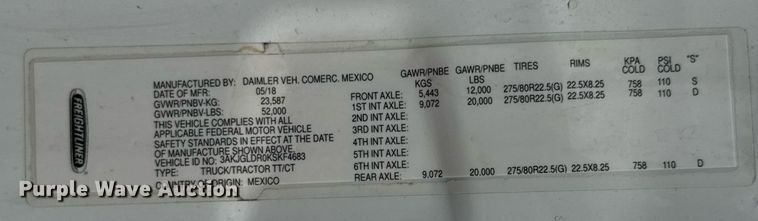 FREIGHTLINER
MANUFACTURED BY: DAIMLER VEH. COMERC. MEXICO
DATE OF MFR: 05/18
GVWR/PNBV-KG: 23,587
GVWR/PNBV-LBS: 52,000
THIS VEHICLE COMPLIES WITH ALL
APPLICABLE FEDERAL MOTOR VEHICLE
SAFETY STANDARDS IN EFFECT AT THE DATE
OF MANUFACTURE SHOWN ABOVE.
VEHICLE ID NO: 3AKJGLDR0KSKF4683
TYPE: TRUCK/TRACTOR TT/CT
COUNTRY OF ORIGIN: MEXICO
GAWR/PNBE KGS GAWR/PNBE LBS TIRES RIMS KPA COLD PSI COLD "S"
FRONT AXLE: 5,443 12,000 275/80R22.5(G) 22.5X8.25 758 110 S
1ST INT AXLE: 9,072 20,000 275/80R22.5(G) 22.5X8.25 758 110 D
2ND INT AXLE:
3RD INT AXLE:
4TH INT AXLE:
5TH INT AXLE:
6TH INT AXLE:
REAR AXLE: 9,072 20,000 275/80R22.5(G) 22.5X8.25 758 110 D
Purple Wave Auction